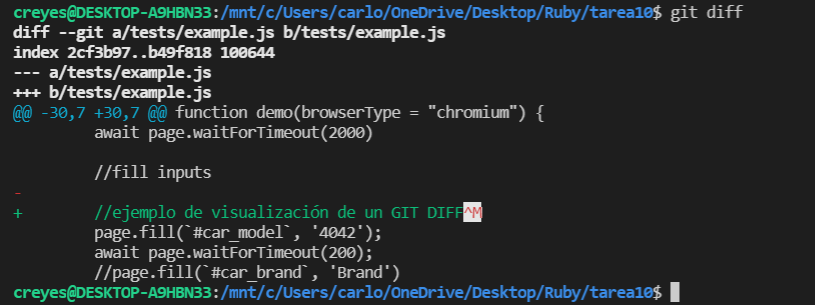 creyes@DESKTOP-A9HBN33:/mnt/c/Users/carlo/OneDrive/Desktop/Ruby/tarea10$ git diff
diff --git a/tests/example.js b/tests/example.js
index 2cf3b97..b49f818 100644
--- a/tests/example.js
+++ b/tests/example.js
@@ -30,7 +30,7 @@ function demo(browserType = "chromium") {
        await page.waitForTimeout(2000)

        //fill inputs
-
+       //ejemplo de visualización de un GIT DIFF^M
        page.fill(`#car_model`, '4042');
        await page.waitForTimeout(200);
        //page.fill(`#car_brand`, 'Brand')
creyes@DESKTOP-A9HBN33:/mnt/c/Users/carlo/OneDrive/Desktop/Ruby/tarea10$